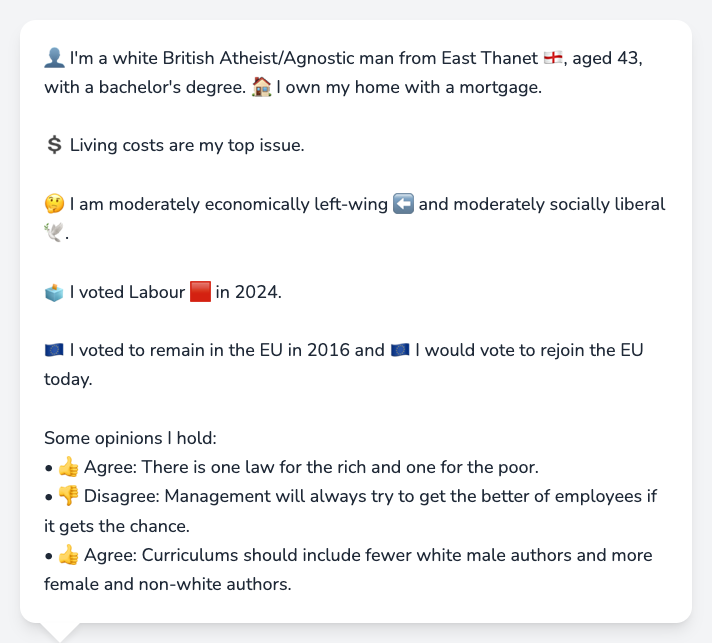 👤 I'm a white British Atheist/Agnostic man from East Thanet 🏴󠁧󠁢󠁥󠁮󠁧󠁿, aged 43,
with a bachelor's degree. 🏠 I own my home with a mortgage.
💲 Living costs are my top issue.
🤔 I am moderately economically left-wing ⬅️ and moderately socially liberal
🕊️.
🗳️ I voted Labour 🟥 in 2024.
🇪🇺 I voted to remain in the EU in 2016 and 🇪🇺 I would vote to rejoin the EU
today.
Some opinions I hold:
• 👍 Agree: There is one law for the rich and one for the poor.
• 👎 Disagree: Management will always try to get the better of employees if
it gets the chance.
• 👍 Agree: Curriculums should include fewer white male authors and more
female and non-white authors.